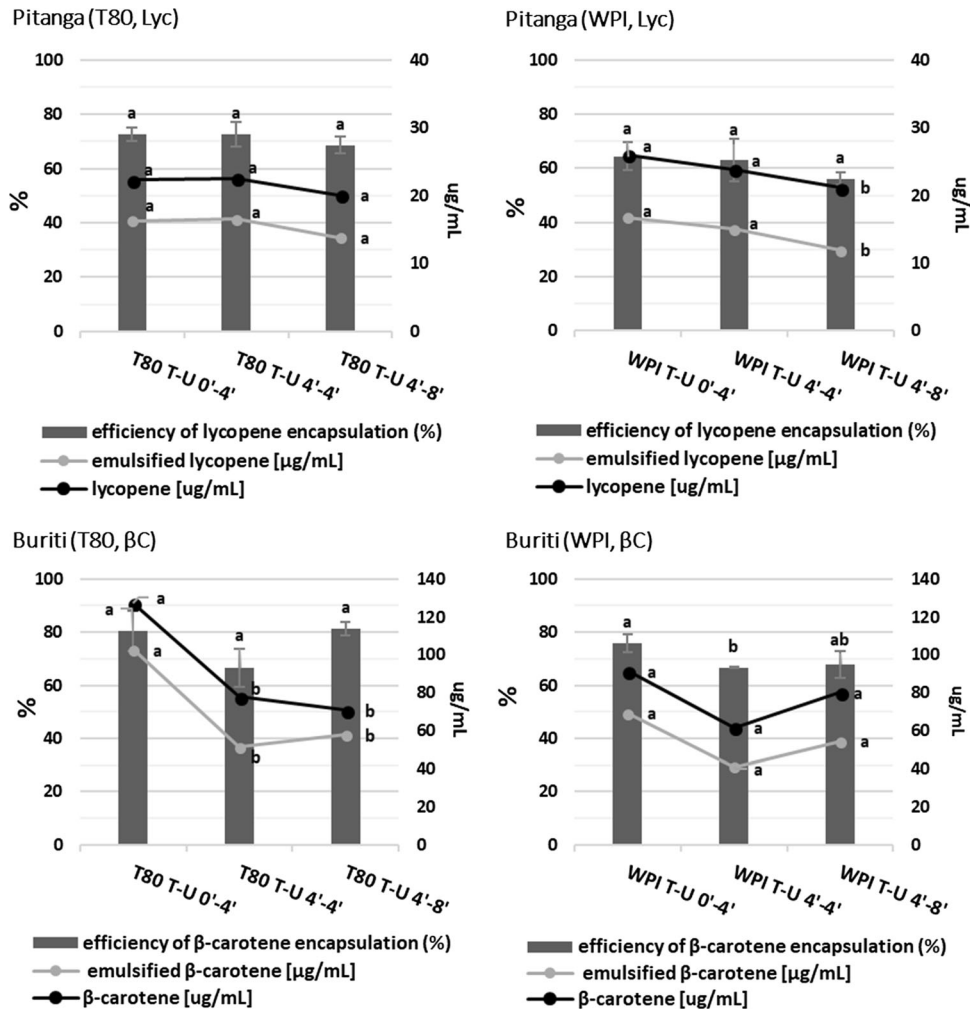 Pitanga (T80, Lyc)
100
80
60
40
20
0
%
40
30
20
10
0
ug/mL
a
a
a
a
a
a
a
a
a
T80 T-U 0'-4'
T80 T-U 4'-4'
T80 T-U 4'-8'
efficiency of lycopene encapsulation (%)
emulsified lycopene [µg/mL]
lycopene [ug/mL]
Pitanga (WPI, Lyc)
100
80
60
40
20
0
%
40
30
20
10
0
ug/mL
a
a
a
a
a
b
a
a
b
WPI T-U 0'-4'
WPI T-U 4'-4'
WPI T-U 4'-8'
efficiency of lycopene encapsulation (%)
emulsified lycopene [µg/mL]
lycopene [ug/mL]
Buriti (T80, βC)
100
80
60
40
20
0
%
140
120
100
80
60
40
20
0
ug/mL
a
a
a
a
b
b
a
b
b
T80 T-U 0'-4'
T80 T-U 4'-4'
T80 T-U 4'-8'
efficiency of β-carotene encapsulation (%)
emulsified β-carotene [µg/mL]
β-carotene [ug/mL]
Buriti (WPI, βC)
100
80
60
40
20
0
%
140
120
100
80
60
40
20
0
ug/mL
a
b
ab
a
a
a
a
a
a
WPI T-U 0'-4'
WPI T-U 4'-4'
WPI T-U 4'-8'
efficiency of β-carotene encapsulation (%)
emulsified β-carotene [µg/mL]
β-carotene [ug/mL]